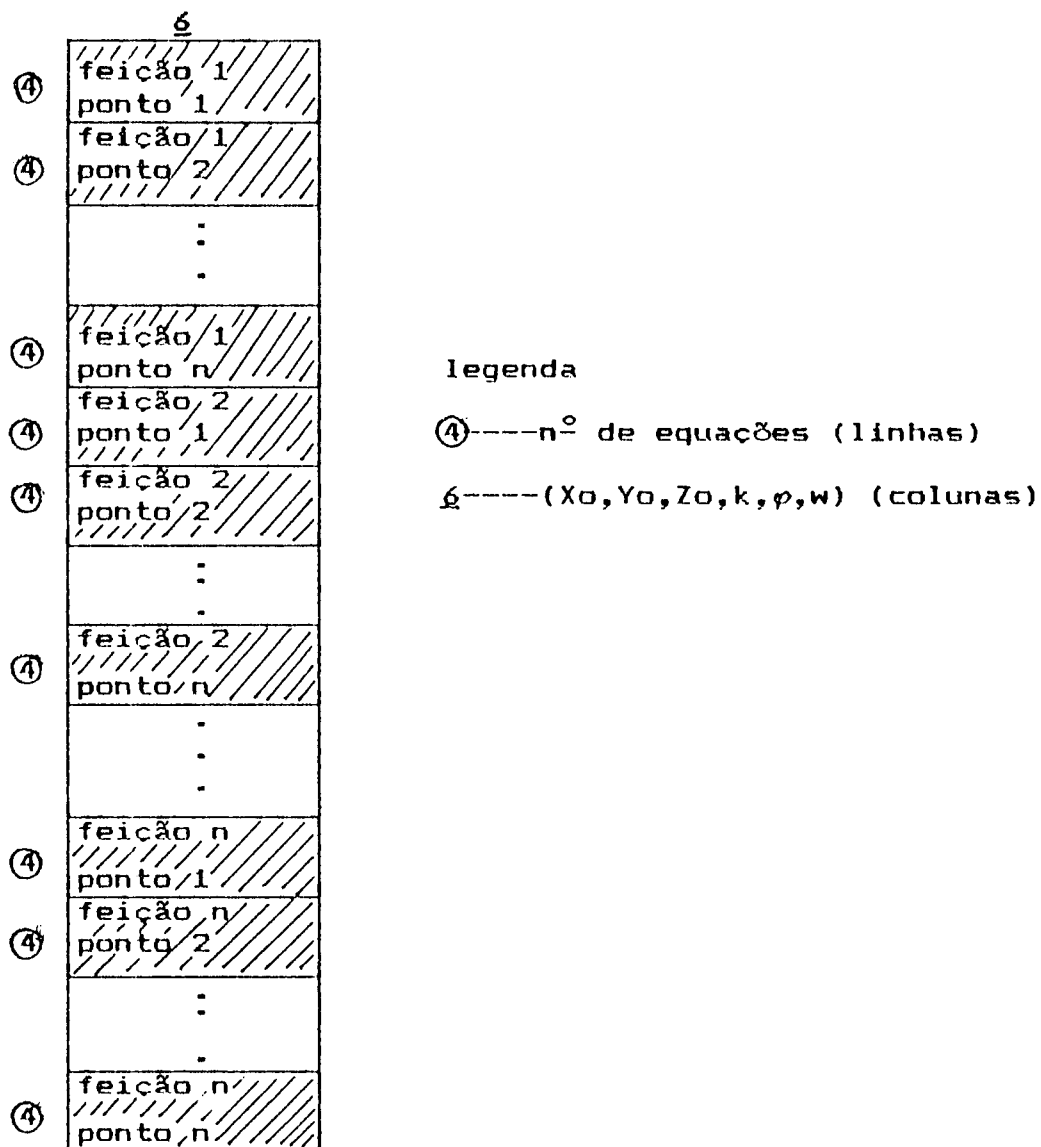 6
④ feição 1
ponto 1
④ feição 1
ponto 2
④ feição 1
ponto n
④ feição 2
ponto 1
④ feição 2
ponto 2
④ feição 2
ponto n
④ feição n
ponto 1
④ feição n
ponto 2
④ feição n
ponto n
legenda
④----nº de equações (linhas)
6----(Xo,Yo,Zo,k,φ,w) (colunas)